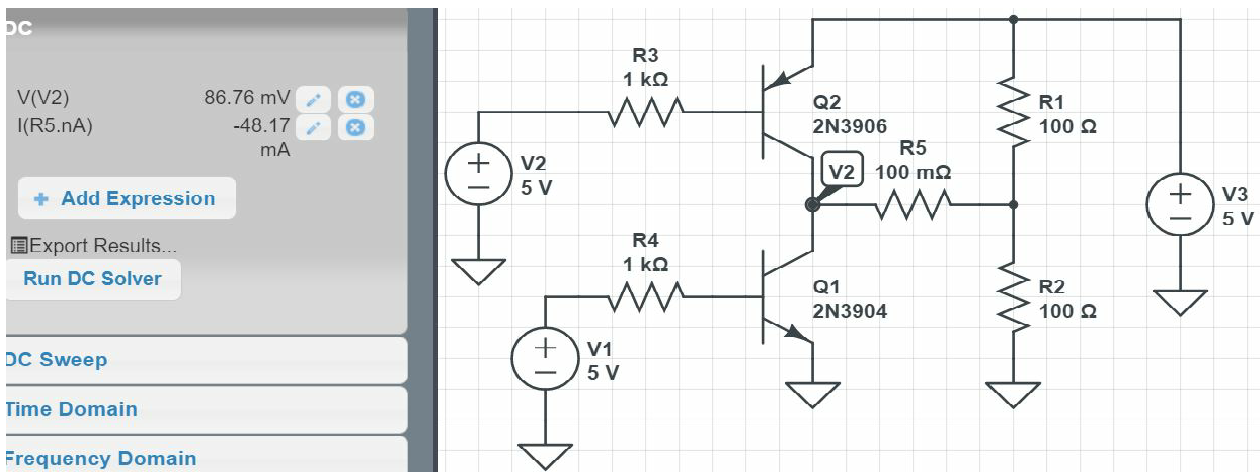 DC
V(V2) 86.76 mV
I(R5.nA) -48.17
mA
+ Add Expression
Export Results...
Run DC Solver
DC Sweep
Time Domain
Frequency Domain
R3
1 kΩ
Q2
2N3906
R1
100 Ω
R5
100 mΩ
V2
V2
5 V
V3
5 V
R4
1 kΩ
Q1
2N3904
R2
100 Ω
V1
5 V